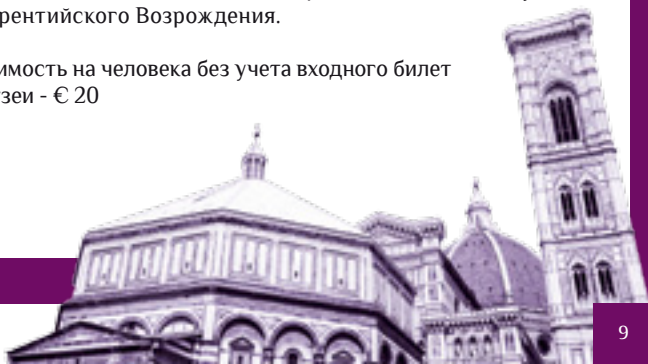 рентийского Возрождения.
имость на человека без учета входного билет
зеи - € 20
9